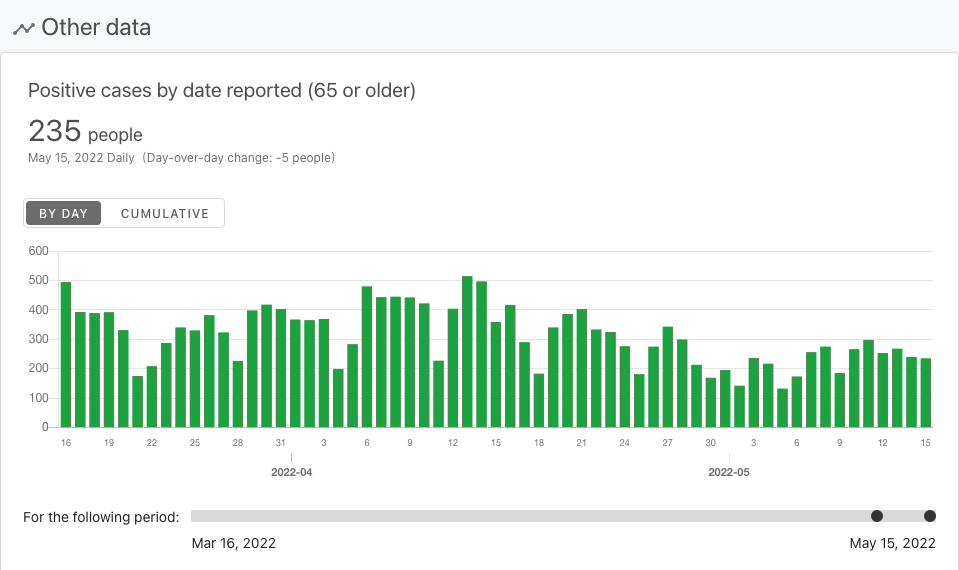 Other data
Positive cases by date reported (65 or older)
235 people
May 15, 2022 Daily (Day-over-day change: -5 people)
BY DAY CUMULATIVE
600
500
400
300
200
100
0
16 19 22 25 28 31 3 6 9 12 15 18 21 24 27 30 3 6 9 12 15
2022-04 2022-05
For the following period:
Mar 16, 2022 May 15, 2022